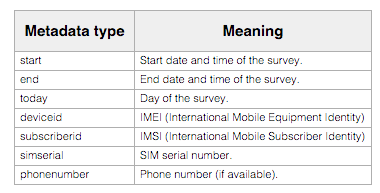 Metadata type Meaning
start Start date and time of the survey.
end End date and time of the survey.
today Day of the survey.
deviceid IMEI (International Mobile Equipment Identity)
subscriberid IMSI (International Mobile Subscriber Identity)
simserial SIM serial number.
phonenumber Phone number (if available).